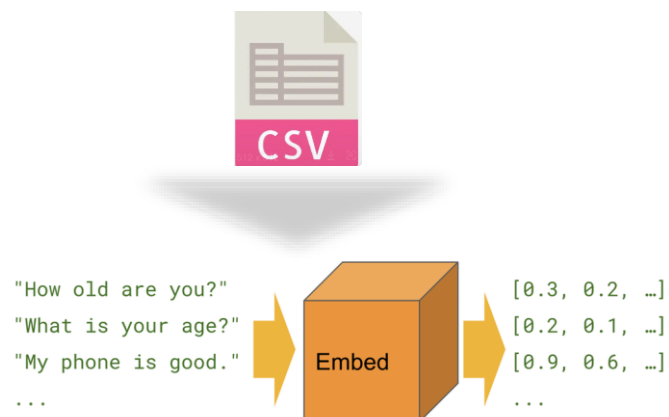 CSV
"How old are you?"
"What is your age?"
"My phone is good."
...
Embed
[0.3, 0.2, …]
[0.2, 0.1, …]
[0.9, 0.6, …]
...